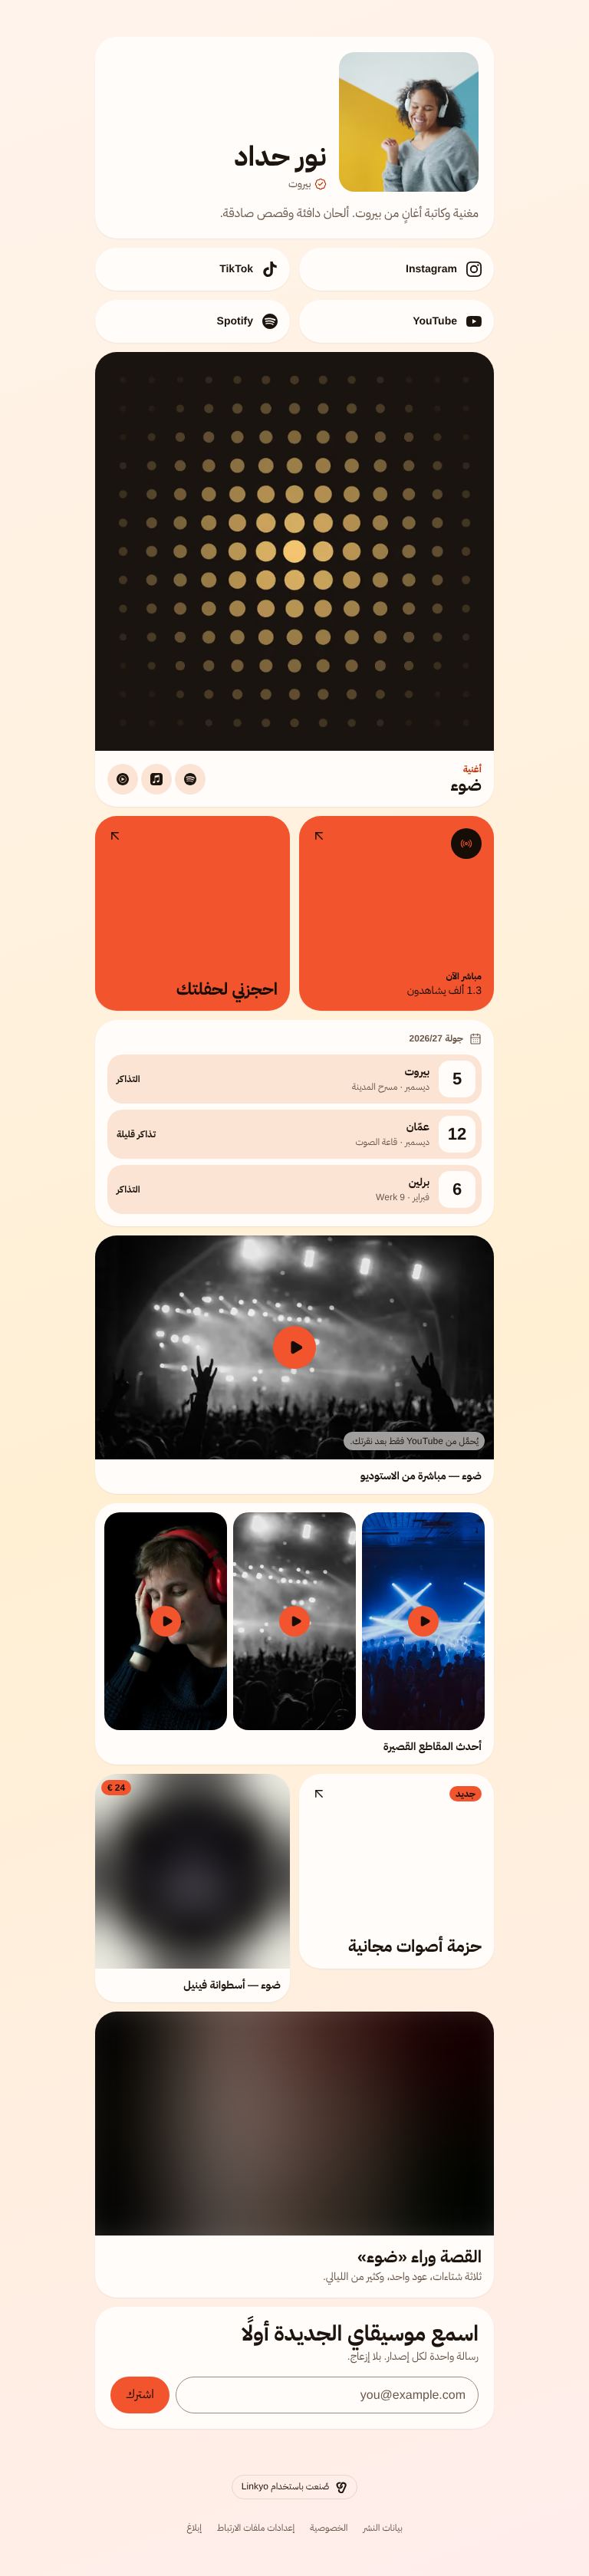 نور حداد
بيروت
مغنية وكاتبة أغانٍ من بيروت. ألحان دافئة وقصص صادقة.
Instagram
TikTok
YouTube
Spotify
أغنية
ضوء
مباشر الآن
1.3 ألف يشاهدون
احجزني لحفلتك
جولة 2026/27
5
بيروت
ديسمبر · مسرح المدينة
التذاكر
12
عمّان
ديسمبر · قاعة الصوت
تذاكر قليلة
6
برلين
فبراير · Werk 9
التذاكر
يُحمَّل من YouTube فقط بعد نقرتك.
ضوء — مباشرة من الاستوديو
أحدث المقاطع القصيرة
جديد
حزمة أصوات مجانية
24 €
ضوء — أسطوانة فينيل
القصة وراء «ضوء»
ثلاثة شتاءات، عود واحد، وكثير من الليالي.
اسمع موسيقاي الجديدة أولًا
رسالة واحدة لكل إصدار. بلا إزعاج.
you@example.com
اشترك
صُنعت باستخدام Linkyo
بيانات النشر
الخصوصية
إعدادات ملفات الارتباط
إبلاغ